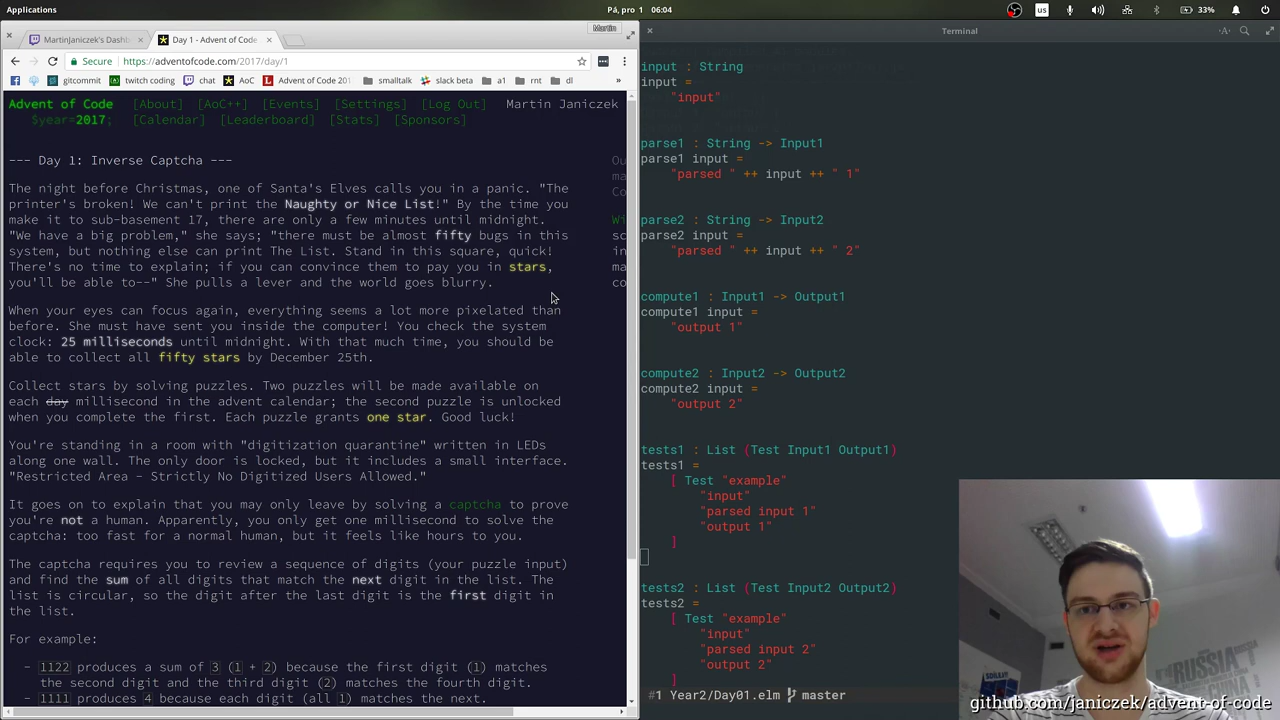 Applications
Pá, pro 1 06:04
us
33%
Martin
MartinJaniczek's Dashb
Day 1 - Advent of Code
Secure https://adventofcode.com/2017/day/1
gitcommit twitch coding chat AoC Advent of Code 201 smalltalk slack beta a1 rnt dl »
Advent of Code [About] [AoC++] [Events] [Settings] [Log Out] Martin Janiczek
$year=2017; [Calendar] [Leaderboard] [Stats] [Sponsors]
--- Day 1: Inverse Captcha ---
The night before Christmas, one of Santa's Elves calls you in a panic. "The
printer's broken! We can't print the Naughty or Nice List!" By the time you
make it to sub-basement 17, there are only a few minutes until midnight.
"We have a big problem," she says; "there must be almost fifty bugs in this
system, but nothing else can print The List. Stand in this square, quick!
There's no time to explain; if you can convince them to pay you in stars,
you'll be able to--" She pulls a lever and the world goes blurry.
When your eyes can focus again, everything seems a lot more pixelated than
before. She must have sent you inside the computer! You check the system
clock: 25 milliseconds until midnight. With that much time, you should be
able to collect all fifty stars by December 25th.
Collect stars by solving puzzles. Two puzzles will be made available on
each day millisecond in the advent calendar; the second puzzle is unlocked
when you complete the first. Each puzzle grants one star. Good luck!
You're standing in a room with "digitization quarantine" written in LEDs
along one wall. The only door is locked, but it includes a small interface.
"Restricted Area - Strictly No Digitized Users Allowed."
It goes on to explain that you may only leave by solving a captcha to prove
you're not a human. Apparently, you only get one millisecond to solve the
captcha: too fast for a normal human, but it feels like hours to you.
The captcha requires you to review a sequence of digits (your puzzle input)
and find the sum of all digits that match the next digit in the list. The
list is circular, so the digit after the last digit is the first digit in
the list.
For example:
- 1122 produces a sum of 3 (1 + 2) because the first digit (1) matches
the second digit and the third digit (2) matches the fourth digit.
- 1111 produces 4 because each digit (all 1) matches the next.
Ou
ma
Co
Wi
sc
in
ma
co
Terminal
-A+
input : String
input =
"input"
parse1 : String -> Input1
parse1 input =
"parsed " ++ input ++ " 1"
parse2 : String -> Input2
parse2 input =
"parsed " ++ input ++ " 2"
compute1 : Input1 -> Output1
compute1 input =
"output 1"
compute2 : Input2 -> Output2
compute2 input =
"output 2"
tests1 : List (Test Input1 Output1)
tests1 =
[ Test "example"
"input"
"parsed input 1"
"output 1"
]
tests2 : List (Test Input2 Output2)
tests2 =
[ Test "example"
"input"
"parsed input 2"
"output 2"
]
#1 Year2/Day01.elm master
github.com/janiczek/advent-of-code